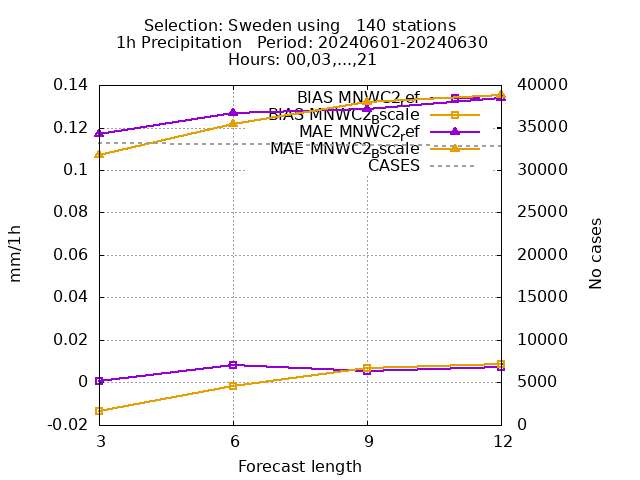 Selection: Sweden using   140 stations
1h Precipitation   Period: 20240601-20240630
Hours: 00,03,...,21
BIAS MNWC2_ref
BIAS MNWC2_Bscale
MAE MNWC2_ref
MAE MNWC2_Bscale
CASES
0.14
0.12
0.1
0.08
0.06
0.04
0.02
0
-0.02
mm/1h
40000
35000
30000
25000
20000
15000
10000
5000
0
No cases
3 6 9 12
Forecast length